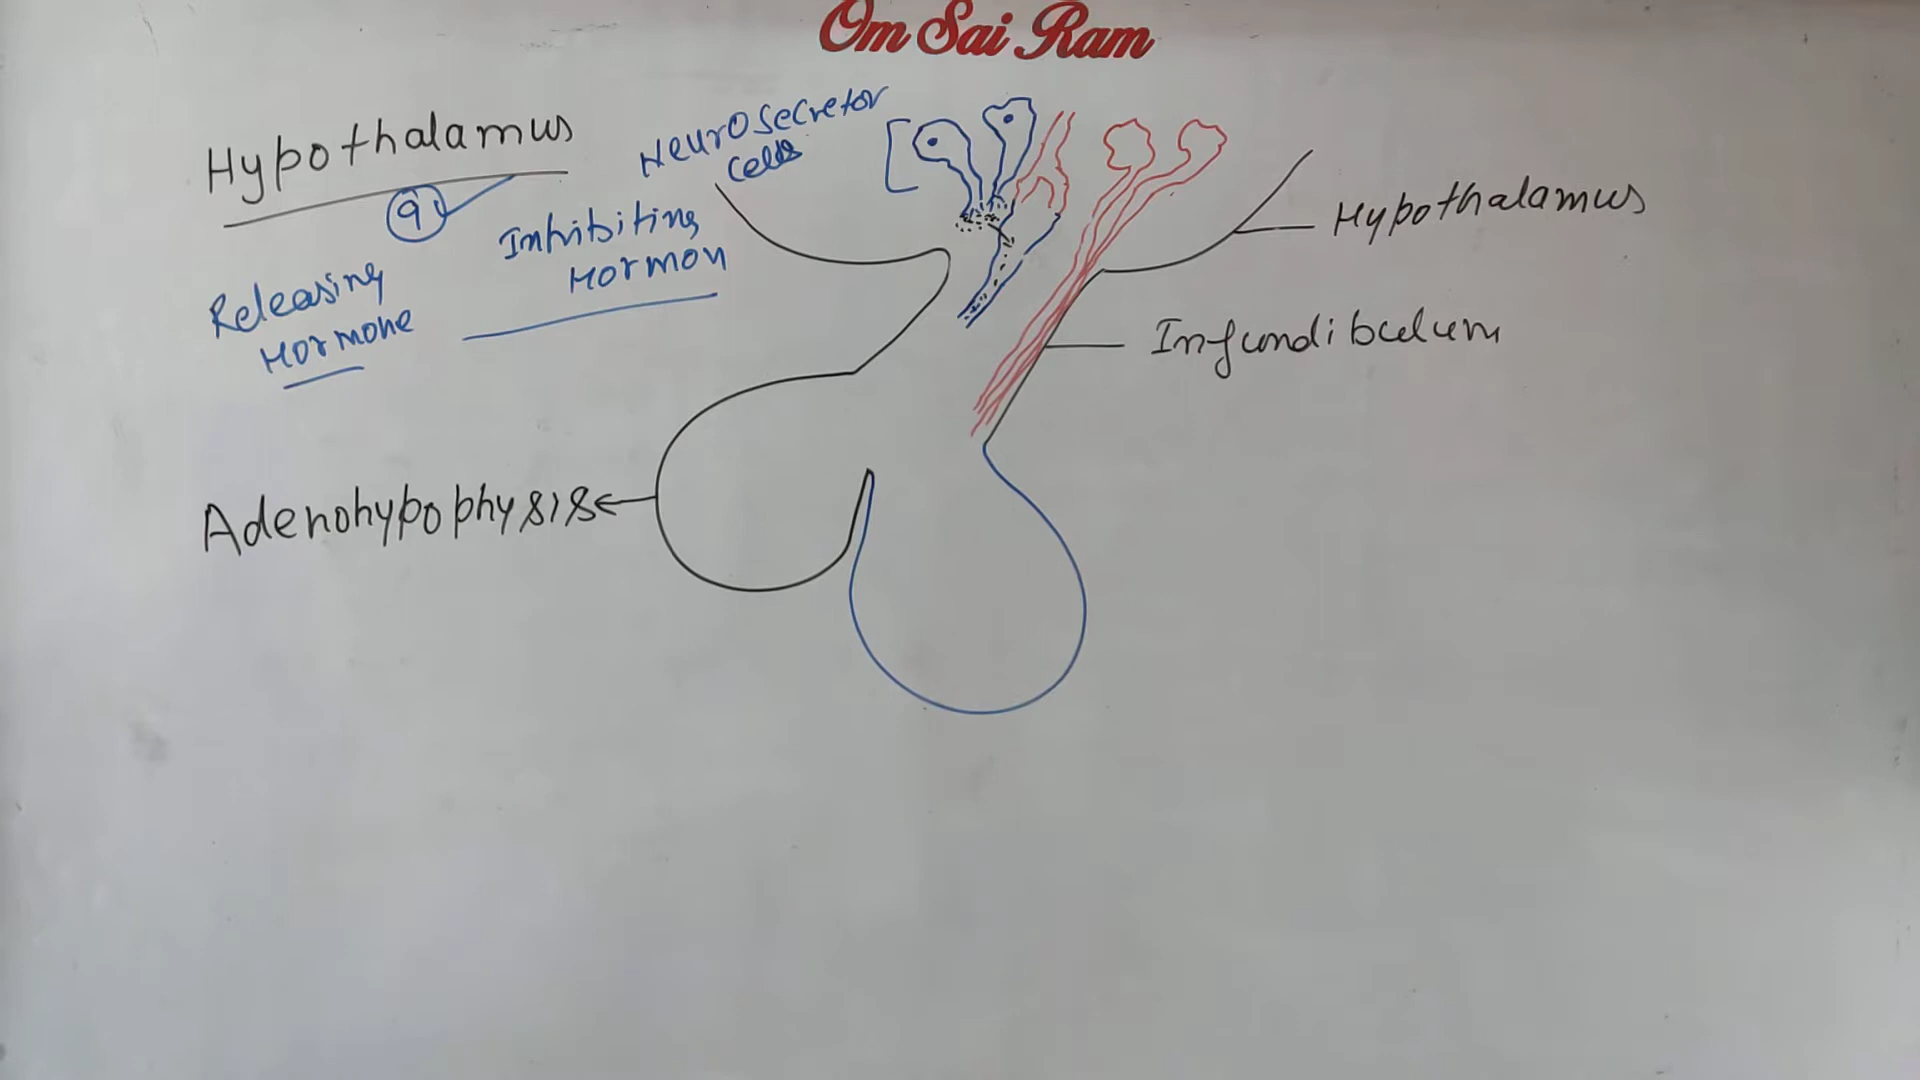 Om Sai Ram
Hypothalamus
9
Releasing
Hormone
Inhibiting
Hormon
Neurosecretor
cells
Hypothalamus
Infundibulum
Adenohypophysis